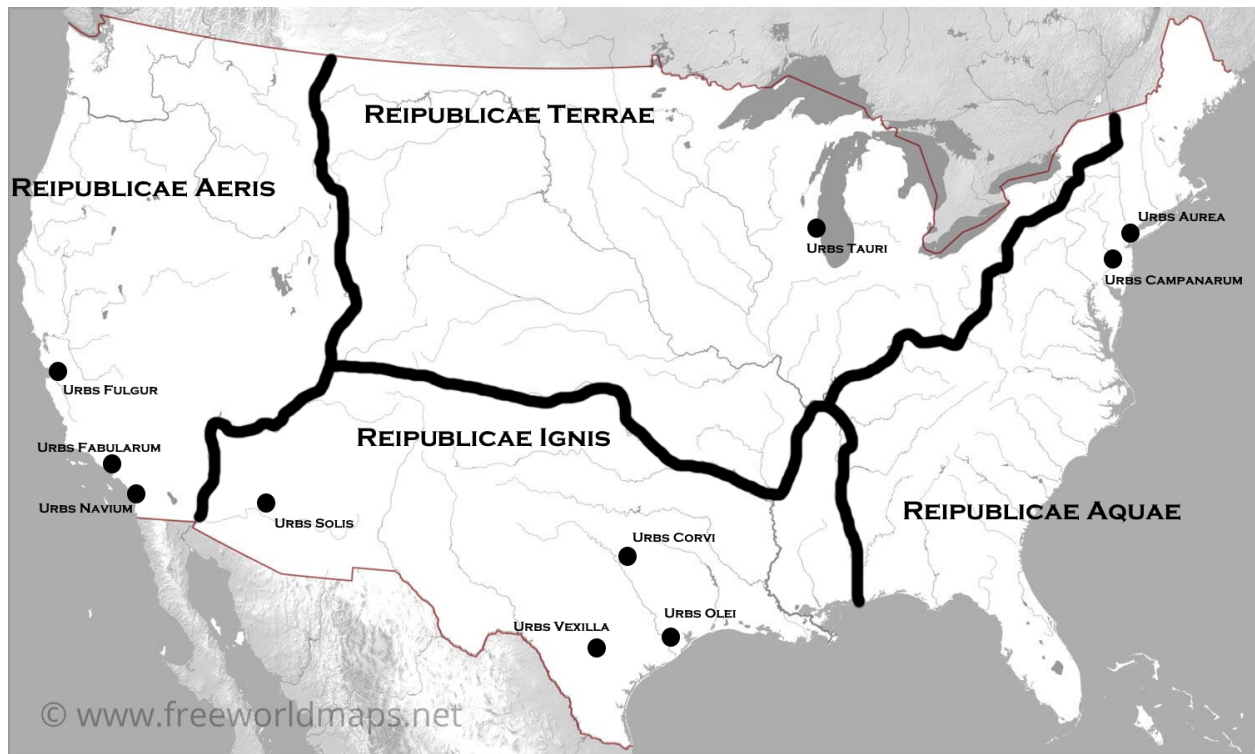 Reipublicae Terrae
Reipublicae Aeris
Urbs Aurea
Urbs Tauri
Urbs Campanarum
Urbs Fulgur
Reipublicae Ignis
Urbs Fabularum
Urbs Navium
Urbs Solis
Reipublicae Aquae
Urbs Corvi
Urbs Olei
Urbs Vexilla
© www.freeworldmaps.net